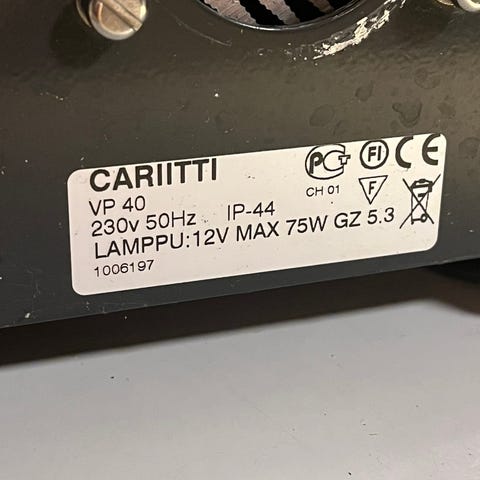 CARIITTI
VP 40
230v 50Hz IP-44
LAMPPU:12V MAX 75W GZ 5.3
1006197
PCT
CH 01
FI
CE
F